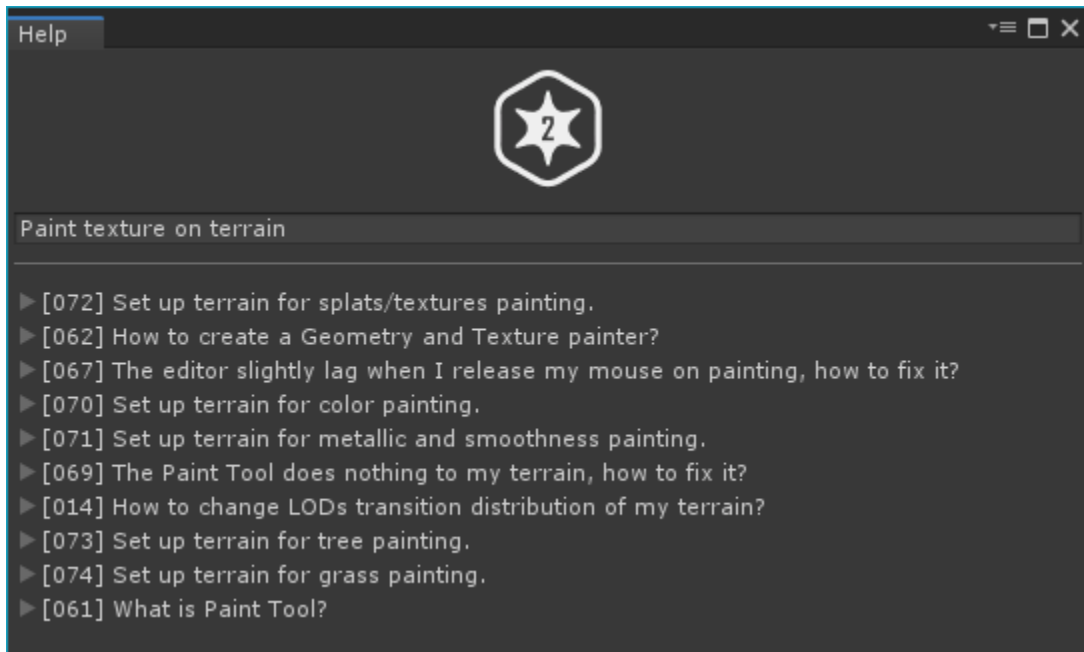 Help
2
Paint texture on terrain
[072] Set up terrain for splats/textures painting.
[062] How to create a Geometry and Texture painter?
[067] The editor slightly lag when I release my mouse on painting, how to fix it?
[070] Set up terrain for color painting.
[071] Set up terrain for metallic and smoothness painting.
[069] The Paint Tool does nothing to my terrain, how to fix it?
[014] How to change LODs transition distribution of my terrain?
[073] Set up terrain for tree painting.
[074] Set up terrain for grass painting.
[061] What is Paint Tool?